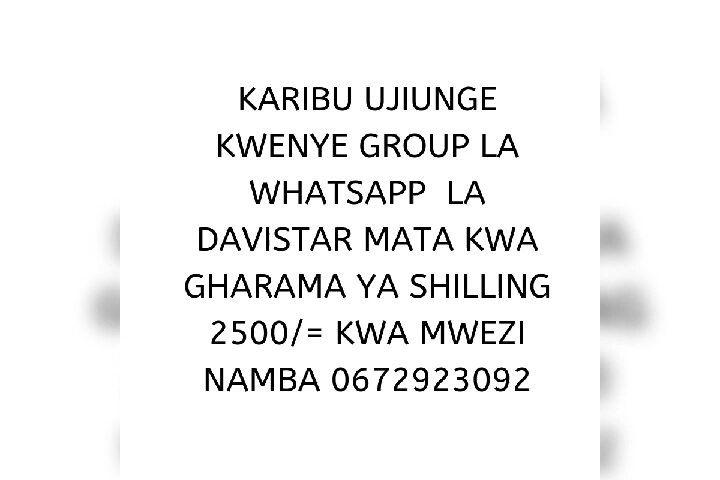 KARIBU UJIUNGE
KWENYE GROUP LA
WHATSAPP LA
DAVISTAR MATA KWA
GHARAMA YA SHILLING
2500/= KWA MWEZI
NAMBA 0672923092